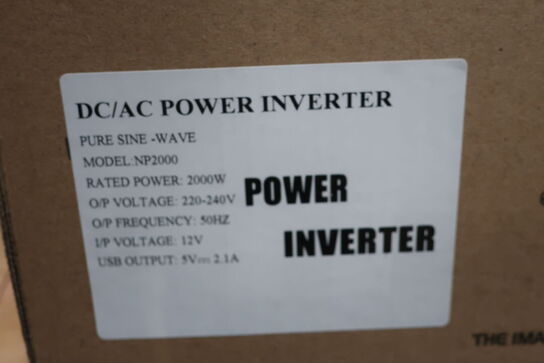 DC/AC POWER INVERTER
PURE SINE -WAVE
MODEL:NP2000
RATED POWER: 2000W
O/P VOLTAGE: 220-240V
O/P FREQUENCY: 50HZ
I/P VOLTAGE: 12V
USB OUTPUT: 5V⎓ 2.1A
POWER
INVERTER
THE